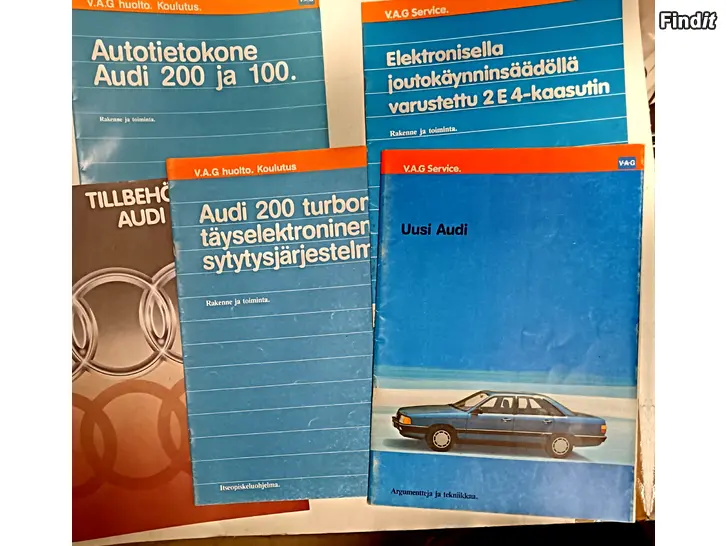 Findit.
V.A.G huolto. Koulutus.
V·A·G
Autotietokone
Audi 200 ja 100.
Rakenne ja toiminta.
V.A.G Service.
Elektronisella
joutokäynninsäädöllä
varustettu 2 E 4-kaasutin
Rakenne ja toiminta.
TILLBEHÖ
AUDI
V.A.G huolto. Koulutus
Audi 200 turbon
täyselektroninen
sytytysjärjestelm
Rakenne ja toiminta.
Itseopiskeluohjelma.
V.A.G Service.
V·A·G
Uusi Audi
Argumentteja ja tekniikkaa.